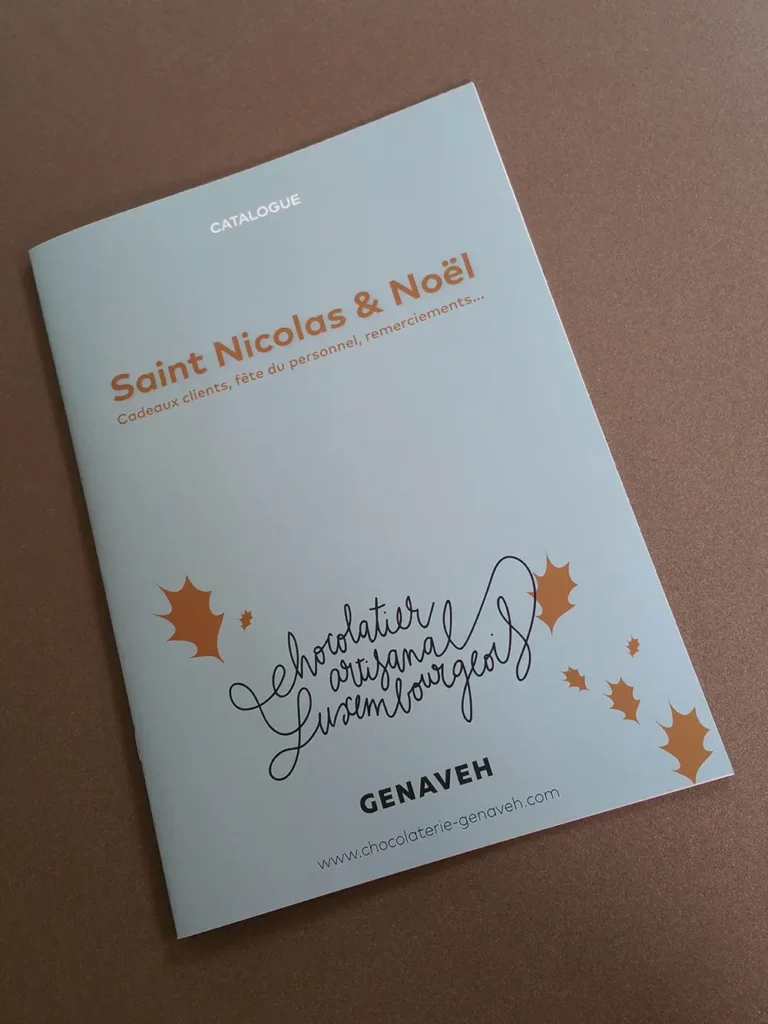 CATALOGUE
Saint Nicolas & Noël
Cadeaux clients, fête du personnel, remerciements...
chocolatier
artisanal
Luxembourgeois
GENAVEH
www.chocolaterie-genaveh.com